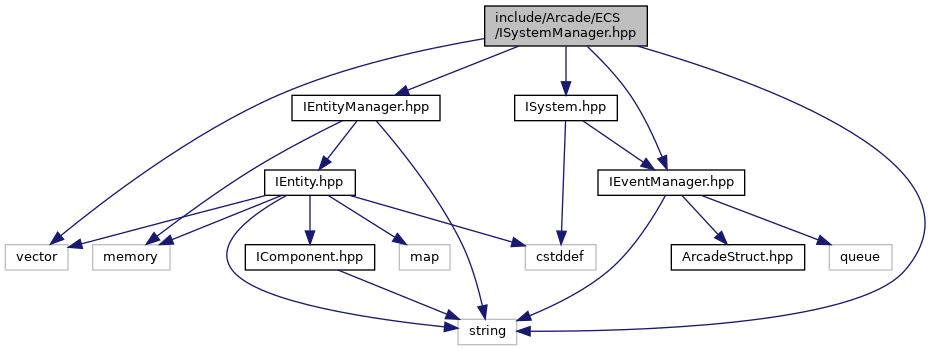 include/Arcade/ECS
/ISystemManager.hpp
IEntityManager.hpp
ISystem.hpp
IEntity.hpp
IEventManager.hpp
vector
memory
IComponent.hpp
map
cstddef
ArcadeStruct.hpp
queue
string